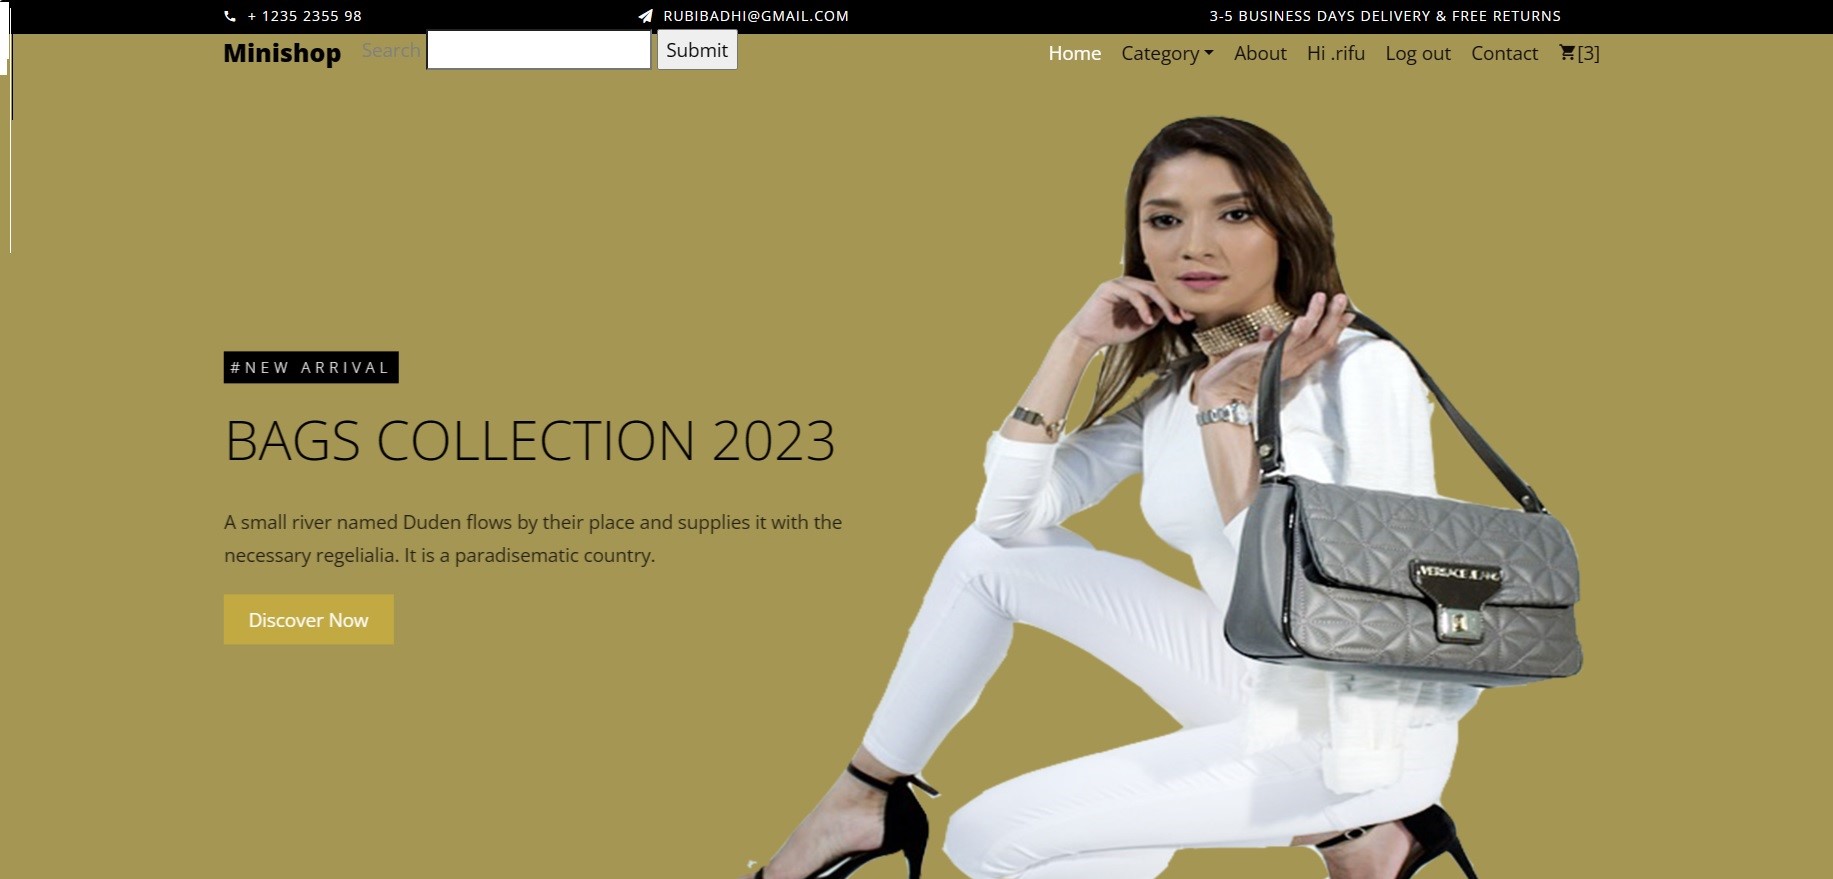 + 1235 2355 98
RUBIBADHI@GMAIL.COM
3-5 BUSINESS DAYS DELIVERY & FREE RETURNS
Minishop
Search
Submit
Home
Category
About
Hi .rifu
Log out
Contact
[3]
#NEW ARRIVAL
BAGS COLLECTION 2023
A small river named Duden flows by their place and supplies it with the
necessary regelialia. It is a paradisematic country.
Discover Now
VERSACE JEANS